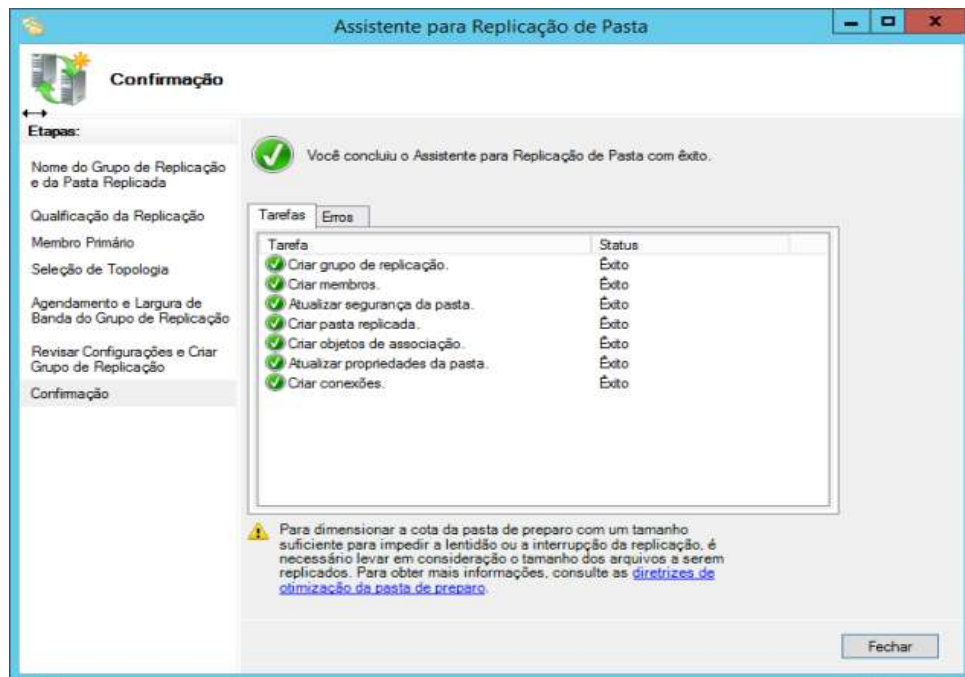 Assistente para Replicação de Pasta
Confirmação
Etapas:
Nome do Grupo de Replicação
e da Pasta Replicada
Qualificação da Replicação
Membro Primário
Seleção de Topologia
Agendamento e Largura de
Banda do Grupo de Replicação
Revisar Configurações e Criar
Grupo de Replicação
Confirmação
Você concluiu o Assistente para Replicação de Pasta com êxito.
Tarefas Erros
Tarefa Status
Criar grupo de replicação. Êxito
Criar membros. Êxito
Atualizar segurança da pasta. Êxito
Criar pasta replicada. Êxito
Criar objetos de associação. Êxito
Atualizar propriedades da pasta. Êxito
Criar conexões. Êxito
Para dimensionar a cota da pasta de preparo com um tamanho
suficiente para impedir a lentidão ou a interrupção da replicação, é
necessário levar em consideração o tamanho dos arquivos a serem
replicados. Para obter mais informações, consulte as diretrizes de
otimização da pasta de preparo.
Fechar